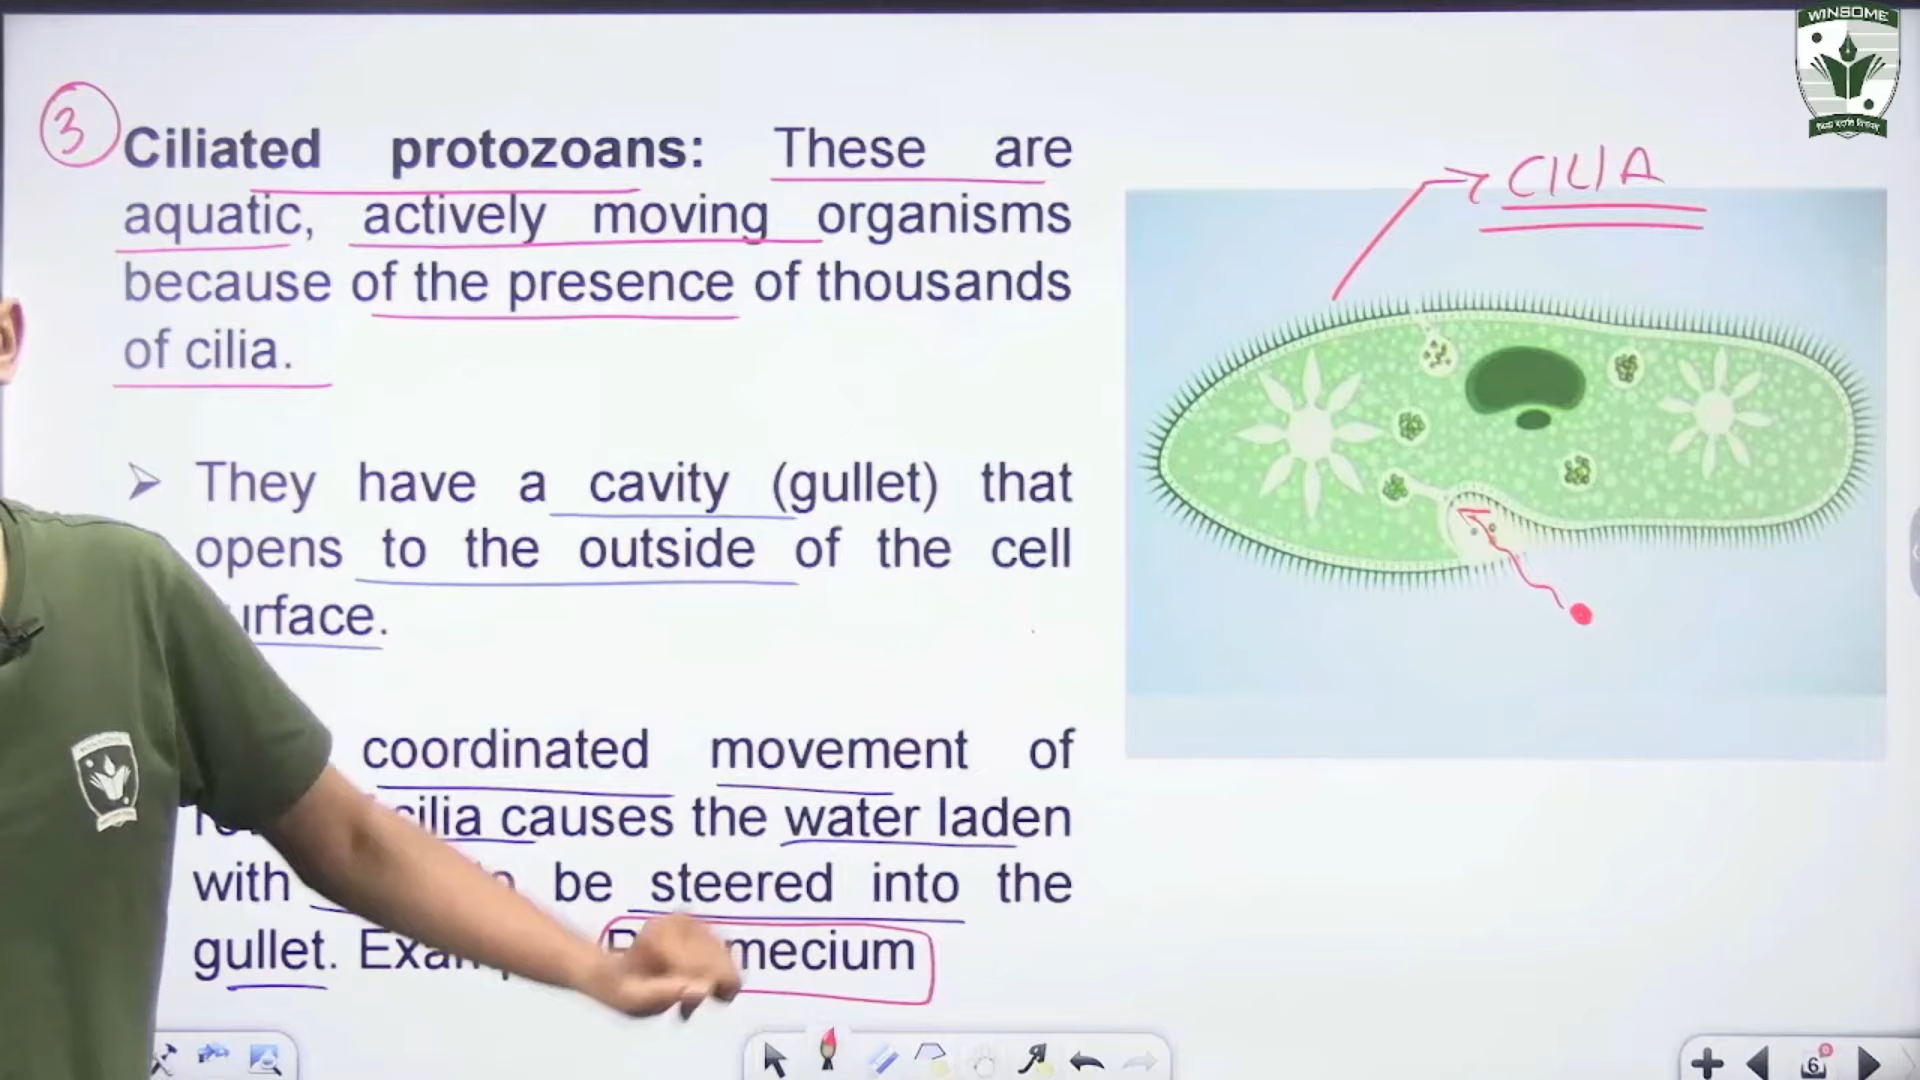 WINSOME
3
Ciliated protozoans: These are
aquatic, actively moving organisms
because of the presence of thousands
of cilia.
CILIA
➢ They have a cavity (gullet) that
opens to the outside of the cell
urface.
coordinated movement of
cilia causes the water laden
with be steered into the
gullet.
mecium
6